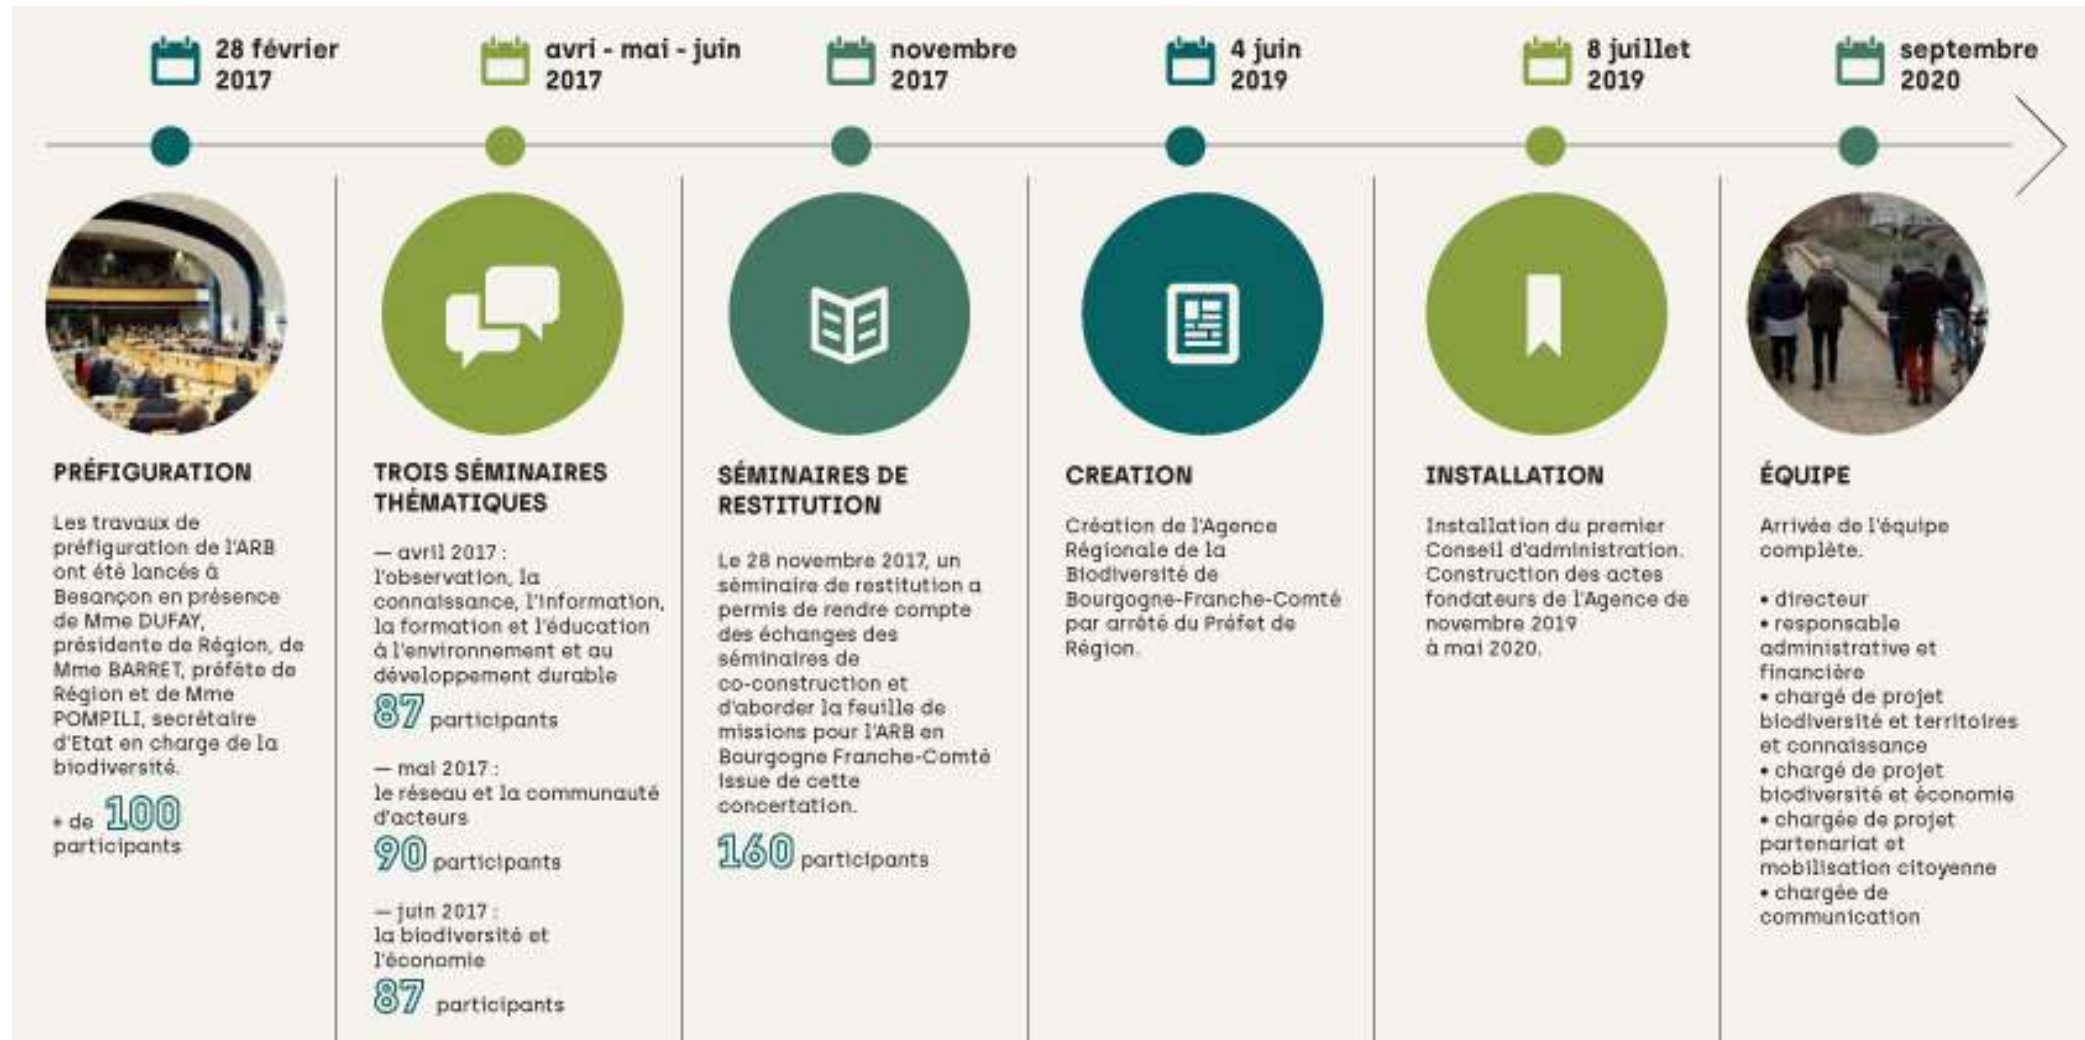 28 février
2017
avri - mai - juin
2017
novembre
2017
4 juin
2019
8 juillet
2019
septembre
2020
PRÉFIGURATION
Les travaux de
préfiguration de l'ARB
ont été lancés à
Besançon en présence
de Mme DUFAY,
présidente de Région, de
Mme BARRET, préfète de
Région et de Mme
POMPILI, secrétaire
d'Etat en charge de la
biodiversité.
+ de 100
participants
TROIS SÉMINAIRES
THÉMATIQUES
— avril 2017 :
l'observation, la
connaissance, l'information,
la formation et l'éducation
à l'environnement et au
développement durable
87 participants
— mai 2017 :
le réseau et la communauté
d'acteurs
90 participants
— juin 2017 :
la biodiversité et
l'économie
87 participants
SÉMINAIRES DE
RESTITUTION
Le 28 novembre 2017, un
séminaire de restitution a
permis de rendre compte
des échanges des
séminaires de
co-construction et
d'aborder la feuille de
missions pour l'ARB en
Bourgogne Franche-Comté
issue de cette
concertation.
160 participants
CREATION
Création de l'Agence
Régionale de la
Biodiversité de
Bourgogne-Franche-Comté
par arrêté du Préfet de
Région.
INSTALLATION
Installation du premier
Conseil d'administration.
Construction des actes
fondateurs de l'Agence de
novembre 2019
à mai 2020.
ÉQUIPE
Arrivée de l'équipe
complète.
• directeur
• responsable
administrative et
financière
• chargé de projet
biodiversité et territoires
et connaissance
• chargé de projet
biodiversité et économie
• chargée de projet
partenariat et
mobilisation citoyenne
• chargée de
communication